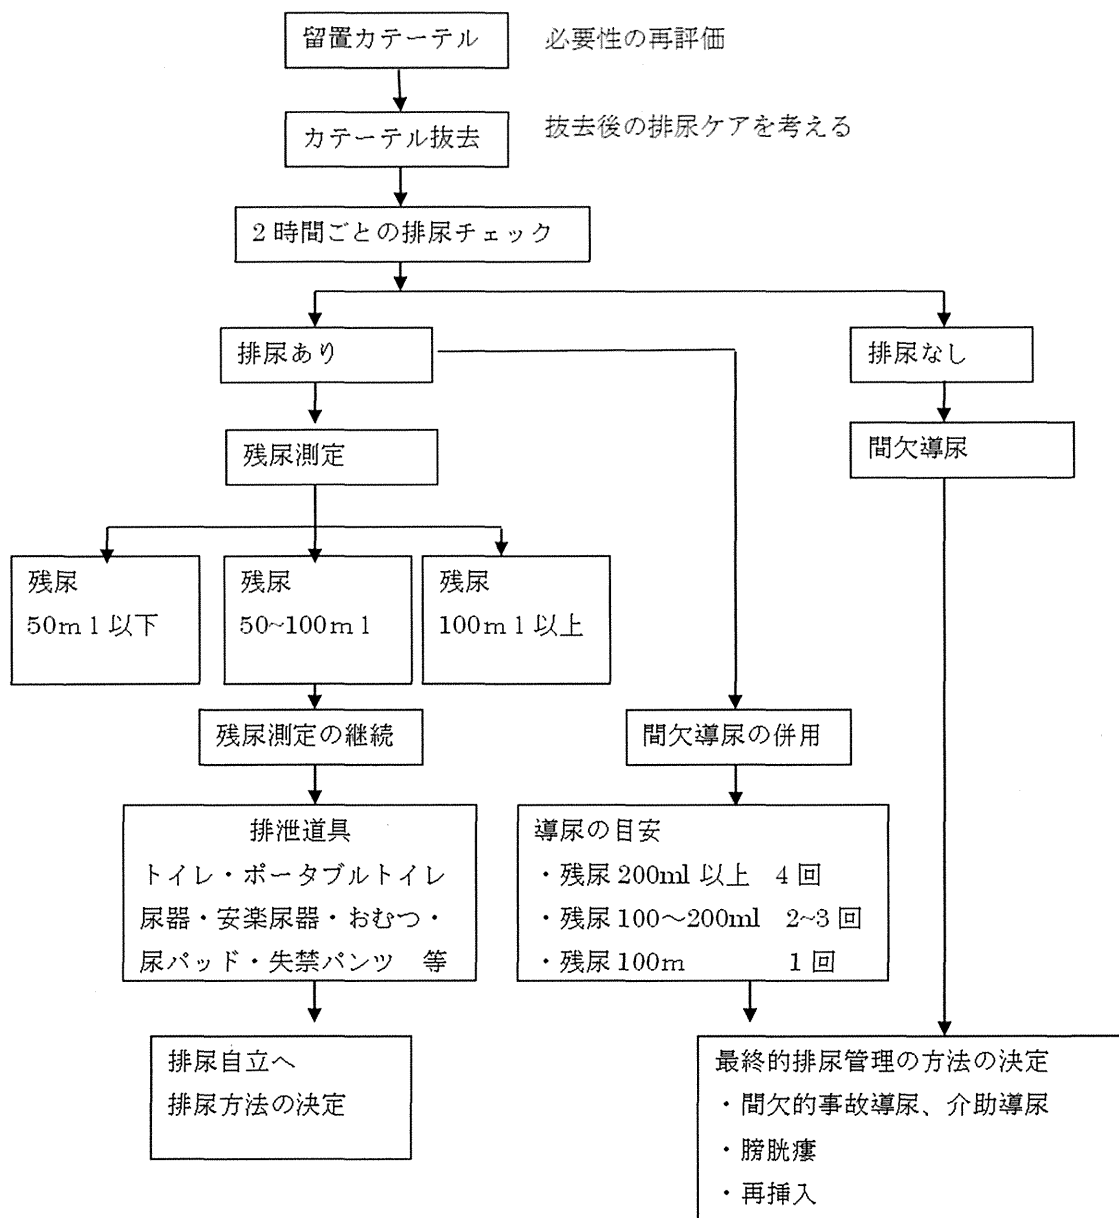 留置カテーテル
必要性の再評価
カテーテル抜去
抜去後の排尿ケアを考える
2時間ごとの排尿チェック
排尿あり
排尿なし
残尿測定
間欠導尿
残尿
50ml以下
残尿
50~100ml
残尿
100ml以上
残尿測定の継続
間欠導尿の併用
排泄道具
トイレ・ポータブルトイレ
尿器・安楽尿器・おむつ・
尿パッド・失禁パンツ 等
導尿の目安
・残尿200ml以上 4回
・残尿100～200ml 2~3回
・残尿100m 1回
排尿自立へ
排尿方法の決定
最終的排尿管理の方法の決定
・間欠的事故導尿、介助導尿
・膀胱瘻
・再挿入